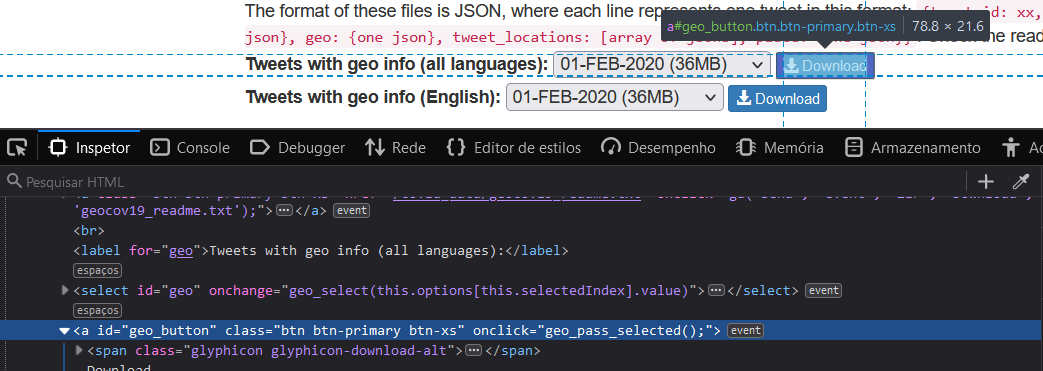 The format of these files is JSON, where each line represents one tweet in this format: {tweet_id: xx,
json}, geo: {one json}, tweet_locations: [array
a#geo_button.btn.btn-primary.btn-xs | 78.8 × 21.6
Tweets with geo info (all languages): 01-FEB-2020 (36MB) Download
Tweets with geo info (English): 01-FEB-2020 (36MB) Download
Inspetor Console Depurador Rede Editor de estilos Desempenho Memória Armazenamento Ac
Pesquisar HTML
'geocov19_readme.txt');"></a> event
<br>
<label for="geo">Tweets with geo info (all languages):</label>
espaços
<select id="geo" onchange="geo_select(this.options[this.selectedIndex].value)"></select> event
espaços
<a id="geo_button" class="btn btn-primary btn-xs" onclick="geo_pass_selected();"> event
<span class="glyphicon glyphicon-download-alt"></span>
Download